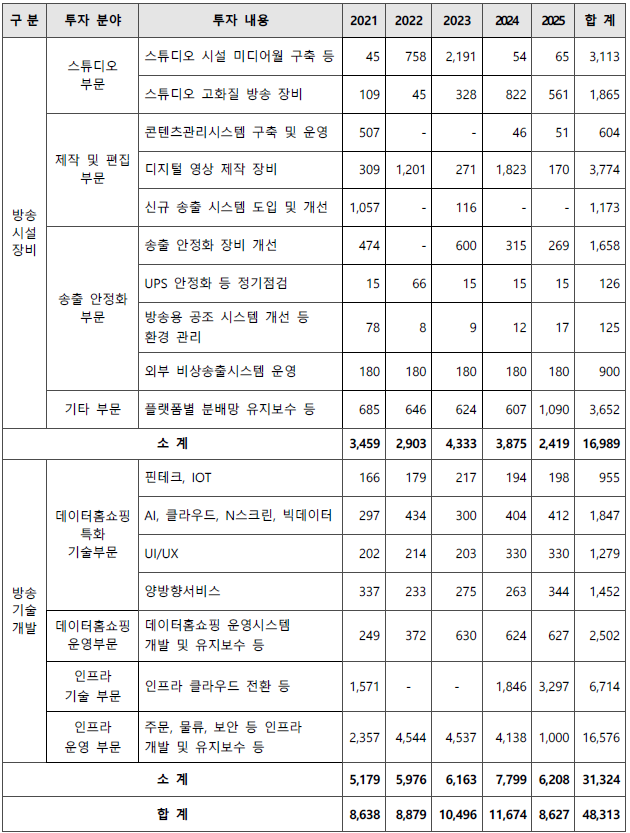 구 분 투자 분야 투자 내용 2021 2022 2023 2024 2025 합 계
방송
시설
장비
스튜디오
부문
스튜디오 시설 미디어월 구축 등 45 758 2,191 54 65 3,113
스튜디오 고화질 방송 장비 109 45 328 822 561 1,865
제작 및 편집
부문
콘텐츠관리시스템 구축 및 운영 507 - - 46 51 604
디지털 영상 제작 장비 309 1,201 271 1,823 170 3,774
신규 송출 시스템 도입 및 개선 1,057 - 116 - - 1,173
송출 안정화
부문
송출 안정화 장비 개선 474 - 600 315 269 1,658
UPS 안정화 등 정기점검 15 66 15 15 15 126
방송용 공조 시스템 개선 등
환경 관리 78 8 9 12 17 125
외부 비상송출시스템 운영 180 180 180 180 180 900
기타 부문 플랫폼별 분배망 유지보수 등 685 646 624 607 1,090 3,652
소 계 3,459 2,903 4,333 3,875 2,419 16,989
방송
기술
개발
데이터홈쇼핑
특화
기술부문
핀테크, IOT 166 179 217 194 198 955
AI, 클라우드, N스크린, 빅데이터 297 434 300 404 412 1,847
UI/UX 202 214 203 330 330 1,279
양방향서비스 337 233 275 263 344 1,452
데이터홈쇼핑
운영부문
데이터홈쇼핑 운영시스템
개발 및 유지보수 등 249 372 630 624 627 2,502
인프라
기술 부문
인프라 클라우드 전환 등 1,571 - - 1,846 3,297 6,714
인프라
운영 부문
주문, 물류, 보안 등 인프라
개발 및 유지보수 등 2,357 4,544 4,537 4,138 1,000 16,576
소 계 5,179 5,976 6,163 7,799 6,208 31,324
합 계 8,638 8,879 10,496 11,674 8,627 48,313